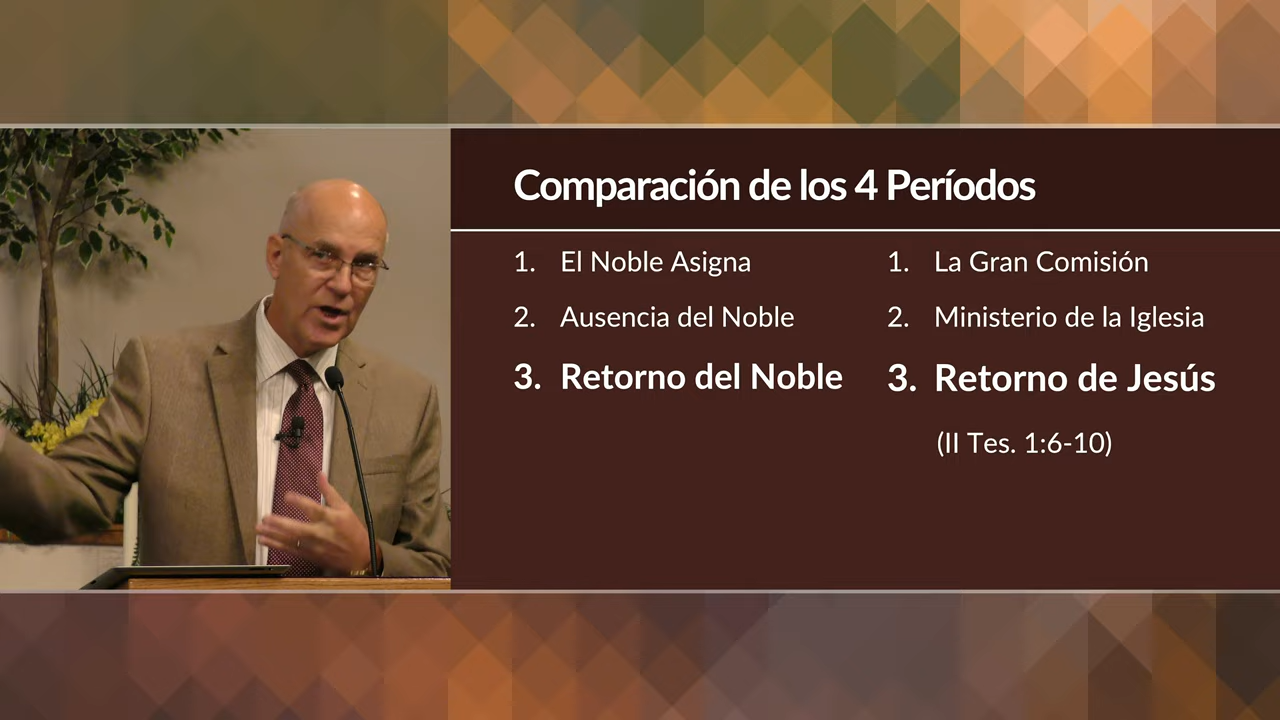 Comparación de los 4 Períodos
1. El Noble Asigna
2. Ausencia del Noble
3. Retorno del Noble
1. La Gran Comisión
2. Ministerio de la Iglesia
3. Retorno de Jesús
(II Tes. 1:6-10)